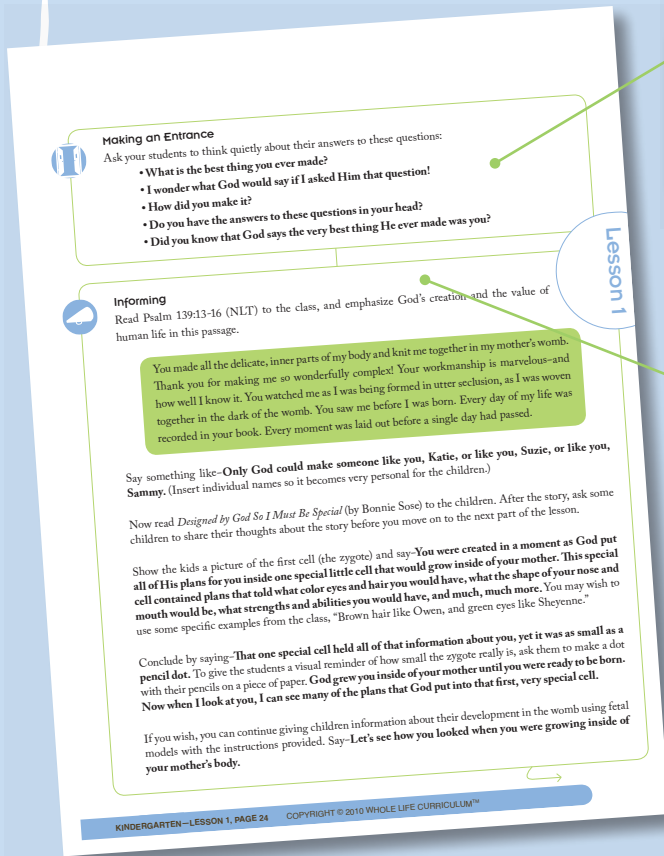 Making an Entrance
Ask your students to think quietly about their answers to these questions:
• What is the best thing you ever made?
• I wonder what God would say if I asked Him that question!
• How did you make it?
• Do you have the answers to these questions in your head?
• Did you know that God says the very best thing He ever made was you?
Lesson 1
Informing
Read Psalm 139:13-16 (NLT) to the class, and emphasize God's creation and the value of
human life in this passage.
You made all the delicate, inner parts of my body and knit me together in my mother's womb.
Thank you for making me so wonderfully complex! Your workmanship is marvelous–and
how well I know it. You watched me as I was being formed in utter seclusion, as I was woven
together in the dark of the womb. You saw me before I was born. Every day of my life was
recorded in your book. Every moment was laid out before a single day had passed.
Say something like–Only God could make someone like you, Katie, or like you, Suzie, or like you,
Sammy. (Insert individual names so it becomes very personal for the children.)
Now read Designed by God So I Must Be Special (by Bonnie Sose) to the children. After the story, ask some
children to share their thoughts about the story before you move on to the next part of the lesson.
Show the kids a picture of the first cell (the zygote) and say–You were created in a moment as God put
all of His plans for you inside one special little cell that would grow inside of your mother. This special
cell contained plans that told what color eyes and hair you would have, what the shape of your nose and
mouth would be, what strengths and abilities you would have, and much, much more. You may wish to
use some specific examples from the class, "Brown hair like Owen, and green eyes like Sheyenne."
Conclude by saying–That one special cell held all of that information about you, yet it was as small as a
pencil dot. To give the students a visual reminder of how small the zygote really is, ask them to make a dot
with their pencils on a piece of paper. God grew you inside of your mother until you were ready to be born.
Now when I look at you, I can see many of the plans that God put into that first, very special cell.
If you wish, you can continue giving children information about their development in the womb using fetal
models with the instructions provided. Say–Let's see how you looked when you were growing inside of
your mother's body.
KINDERGARTEN—LESSON 1, PAGE 24 COPYRIGHT © 2010 WHOLE LIFE CURRICULUM™